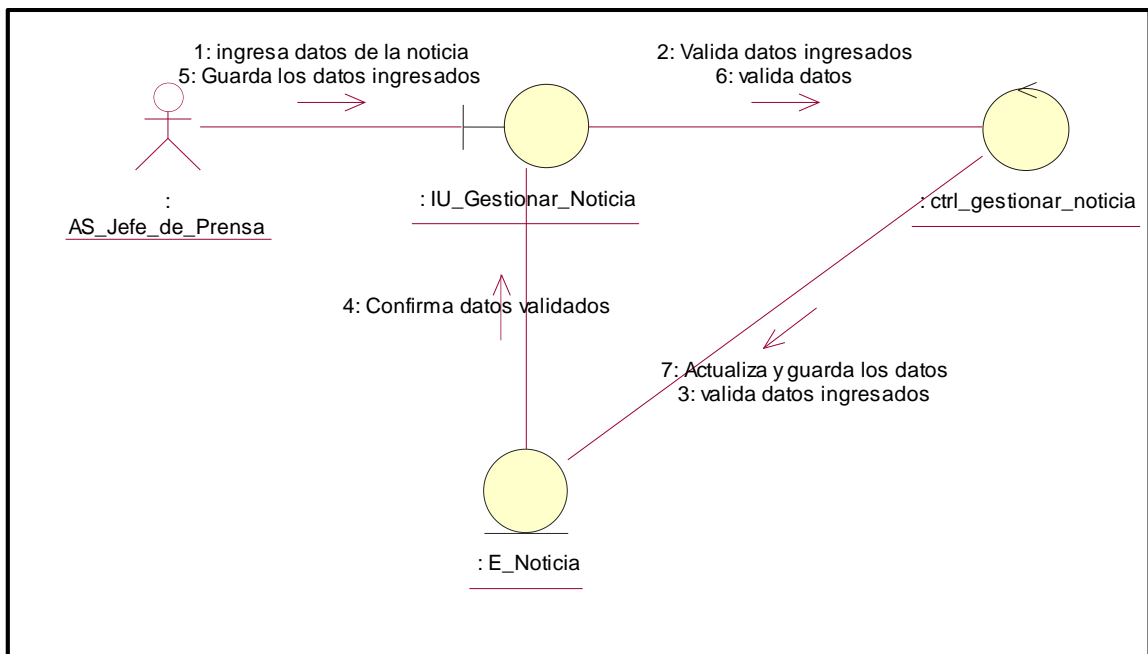 1: ingresa datos de la noticia
5: Guarda los datos ingresados
2: Valida datos ingresados
6: valida datos
:
AS_Jefe_de_Prensa
: IU_Gestionar_Noticia
: ctrl_gestionar_noticia
4: Confirma datos validados
7: Actualiza y guarda los datos
3: valida datos ingresados
: E_Noticia